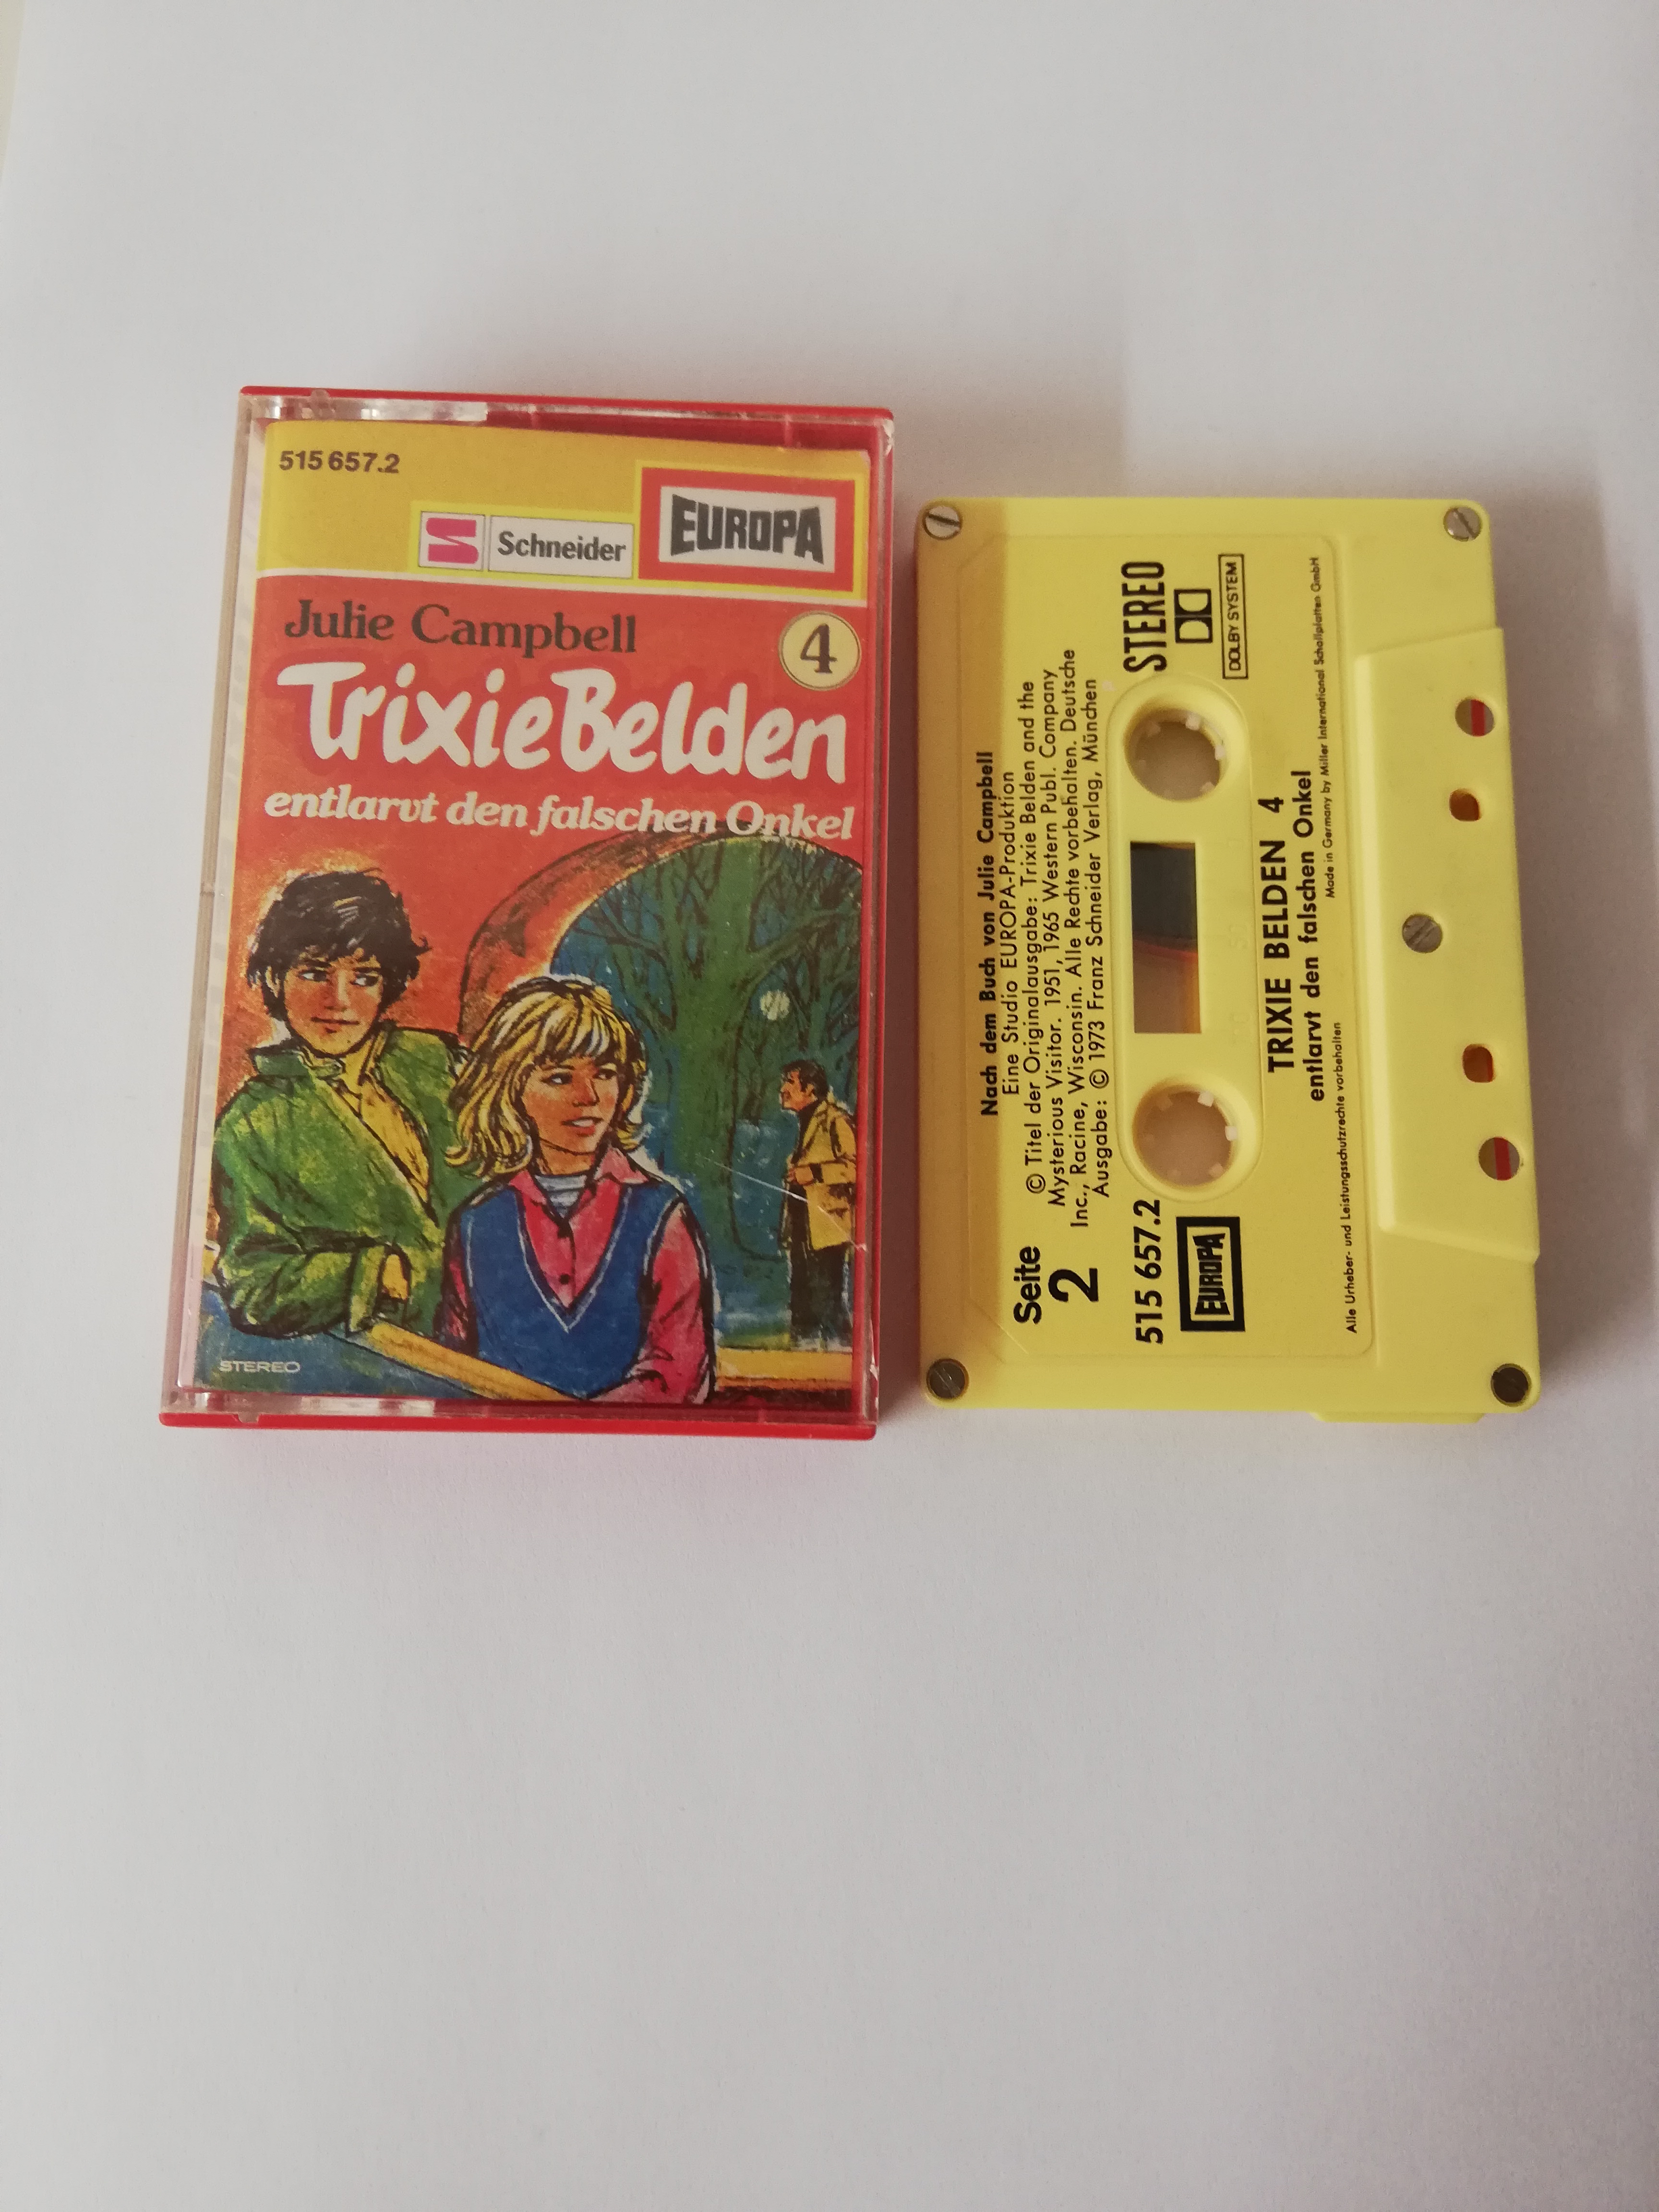 515 657.2
Schneider
EUROPA
Julie Campbell
4
Trixie Belden
entlarvt den falschen Onkel
STEREO
Nach dem Buch von Julie Campbell
Eine Studio EUROPA-Produktion
© Titel der Originalausgabe: Trixie Belden and the
Mysterious Visitor. 1951, 1965 Western Publ. Company
Inc., Racine, Wisconsin. Alle Rechte vorbehalten. Deutsche
Ausgabe: © 1973 Franz Schneider Verlag, München
Seite
2
515 657.2
EUROPA
STEREO
DOLBY SYSTEM
TRIXIE BELDEN 4
entlarvt den falschen Onkel
Alle Urheber- und Leistungsschutzrechte vorbehalten
Made in Germany by Miller International Schallplatten GmbH